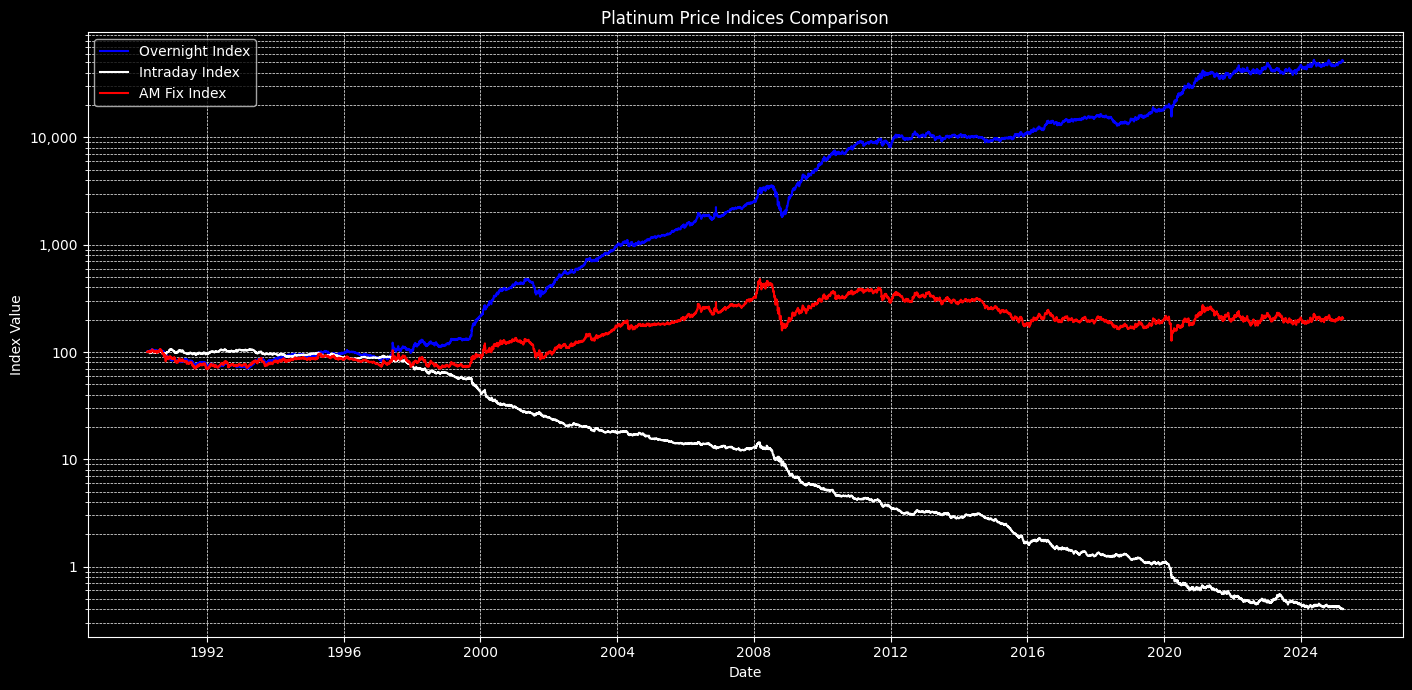 Platinum Price Indices Comparison
Overnight Index
Intraday Index
AM Fix Index
Index Value
10,000
1,000
100
10
1
1992 1996 2000 2004 2008 2012 2016 2020 2024
Date